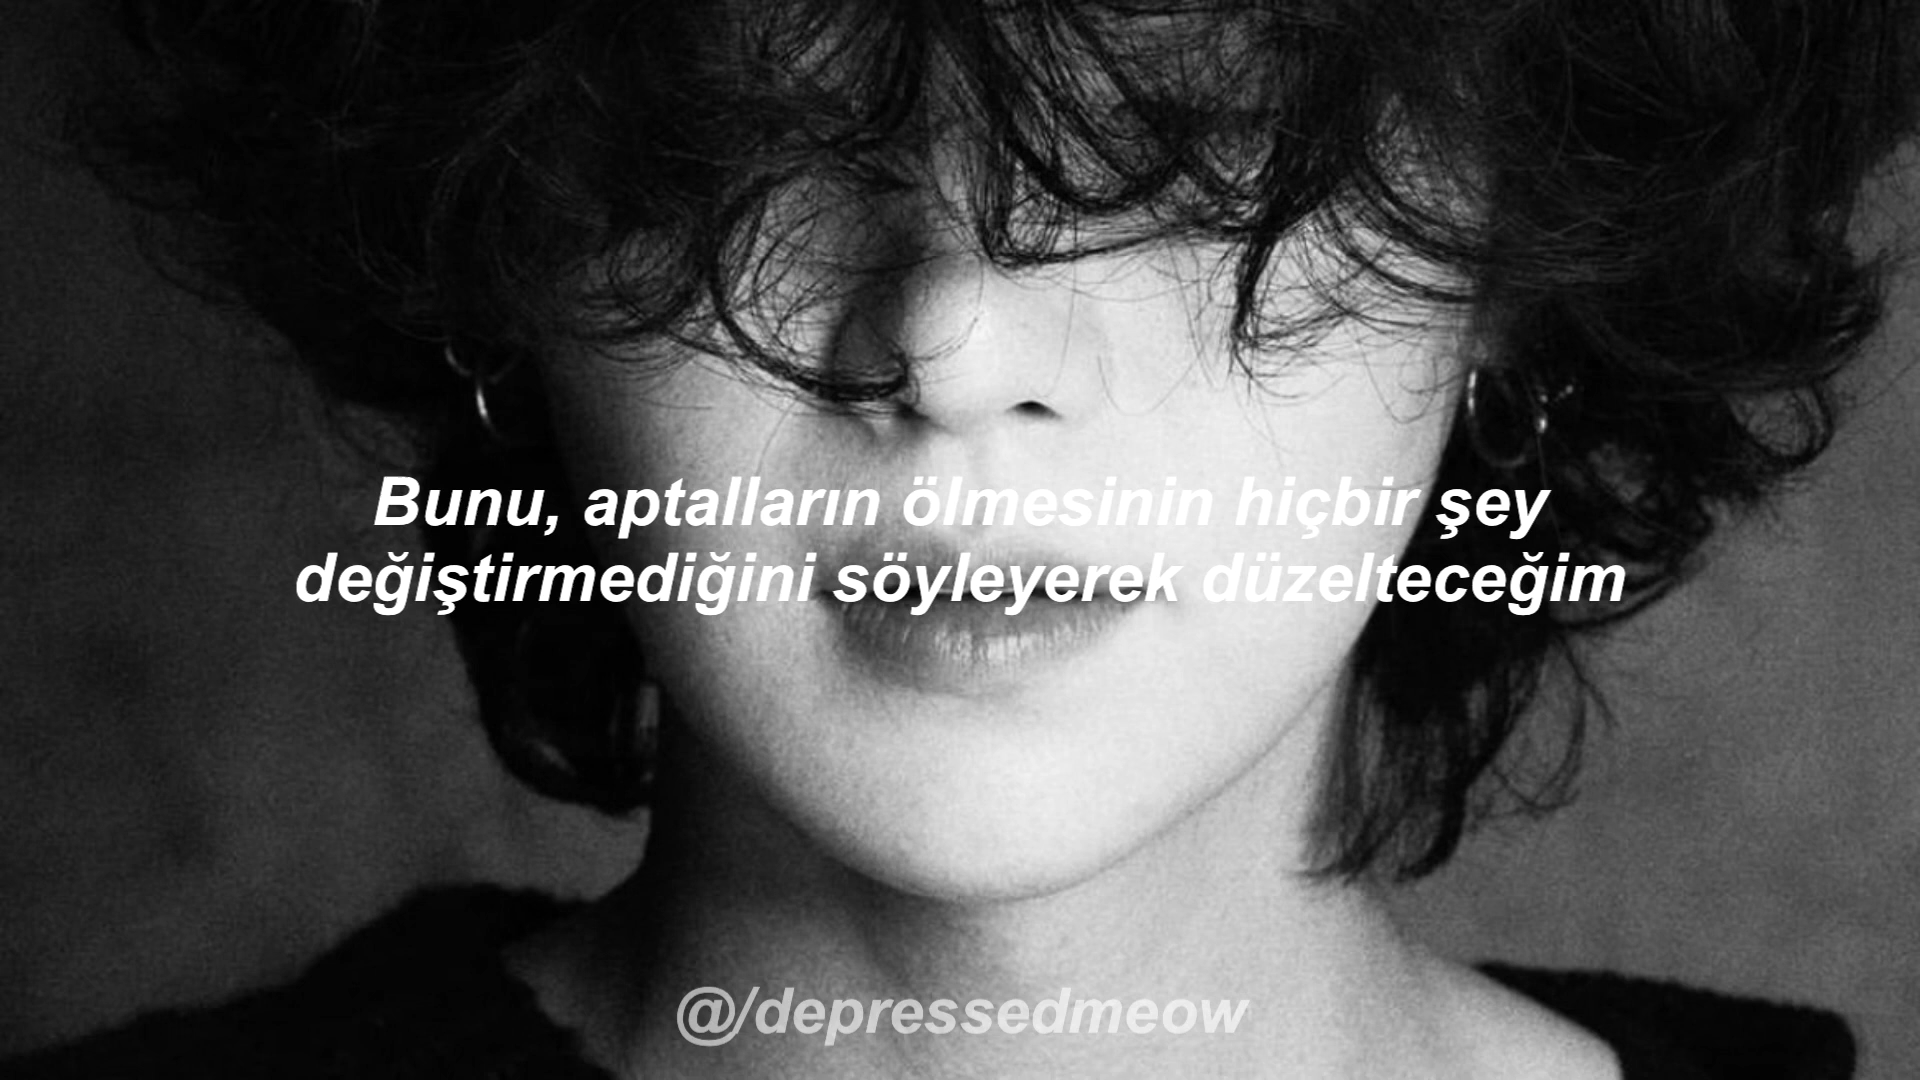 Bunu, aptalların ölmesinin hiçbir şey
değiştirmediğini söyleyerek düzelteceğim
@/depressedmeow